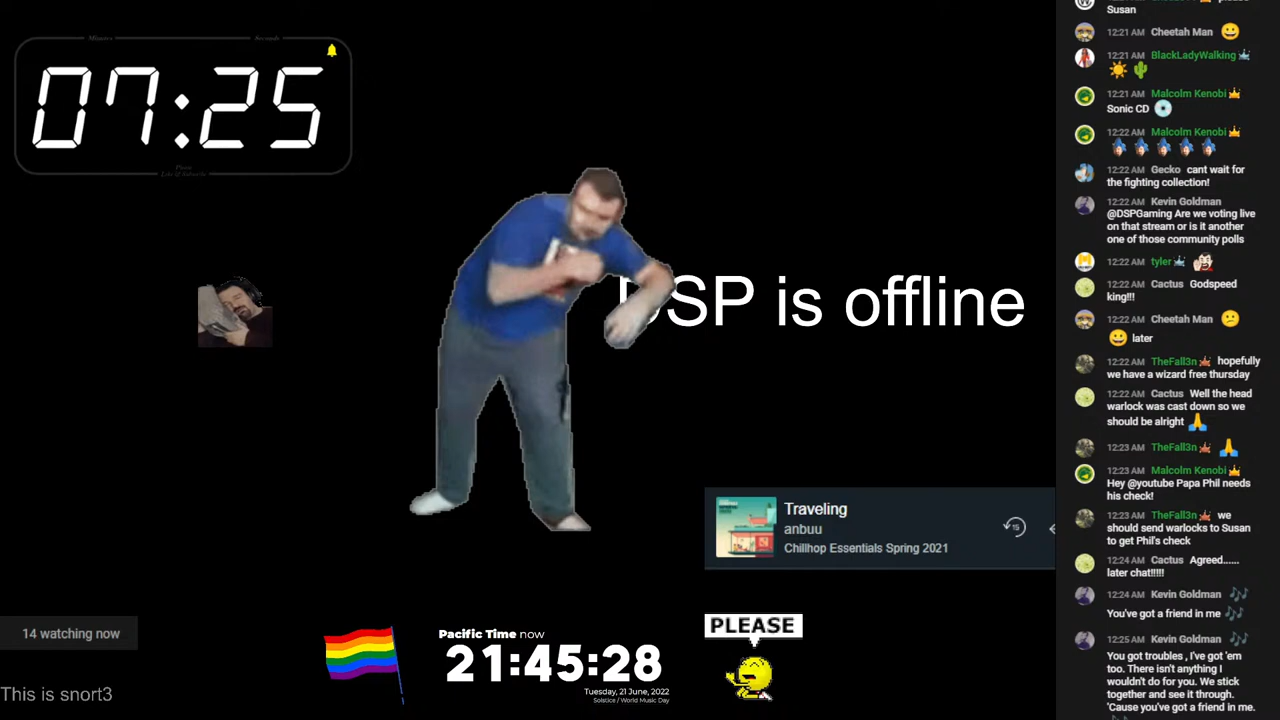 Minutes Seconds
07:25
Please
Like & Subscribe
DSP is offline
Traveling
anbuu
Chillhop Essentials Spring 2021
15
14 watching now
This is snort3
Pacific Time now
21:45:28
Tuesday, 21 June, 2022
Solstice / World Music Day
PLEASE
Susan
12:21 AM Cheetah Man 😀
12:21 AM BlackLadyWalking
☀️ 🌵
12:21 AM Malcolm Kenobi
Sonic CD 💿
12:22 AM Malcolm Kenobi
12:22 AM Gecko cant wait for
the fighting collection!
12:22 AM Kevin Goldman
@DSPGaming Are we voting live
on that stream or is it another
one of those community polls
12:22 AM tyler
12:22 AM Cactus Godspeed
king!!!
12:22 AM Cheetah Man 😕
😀 later
12:22 AM TheFall3n hopefully
we have a wizard free thursday
12:22 AM Cactus Well the head
warlock was cast down so we
should be alright 🙏
12:23 AM TheFall3n 🙏
12:23 AM Malcolm Kenobi
Hey @youtube Papa Phil needs
his check!
12:23 AM TheFall3n we
should send warlocks to Susan
to get Phil's check
12:24 AM Cactus Agreed......
later chat!!!!!
12:24 AM Kevin Goldman 🎶
You've got a friend in me 🎶
12:25 AM Kevin Goldman 🎶
You got troubles , I've got 'em
too. There isn't anything I
wouldn't do for you. We stick
together and see it through.
'Cause you've got a friend in me.